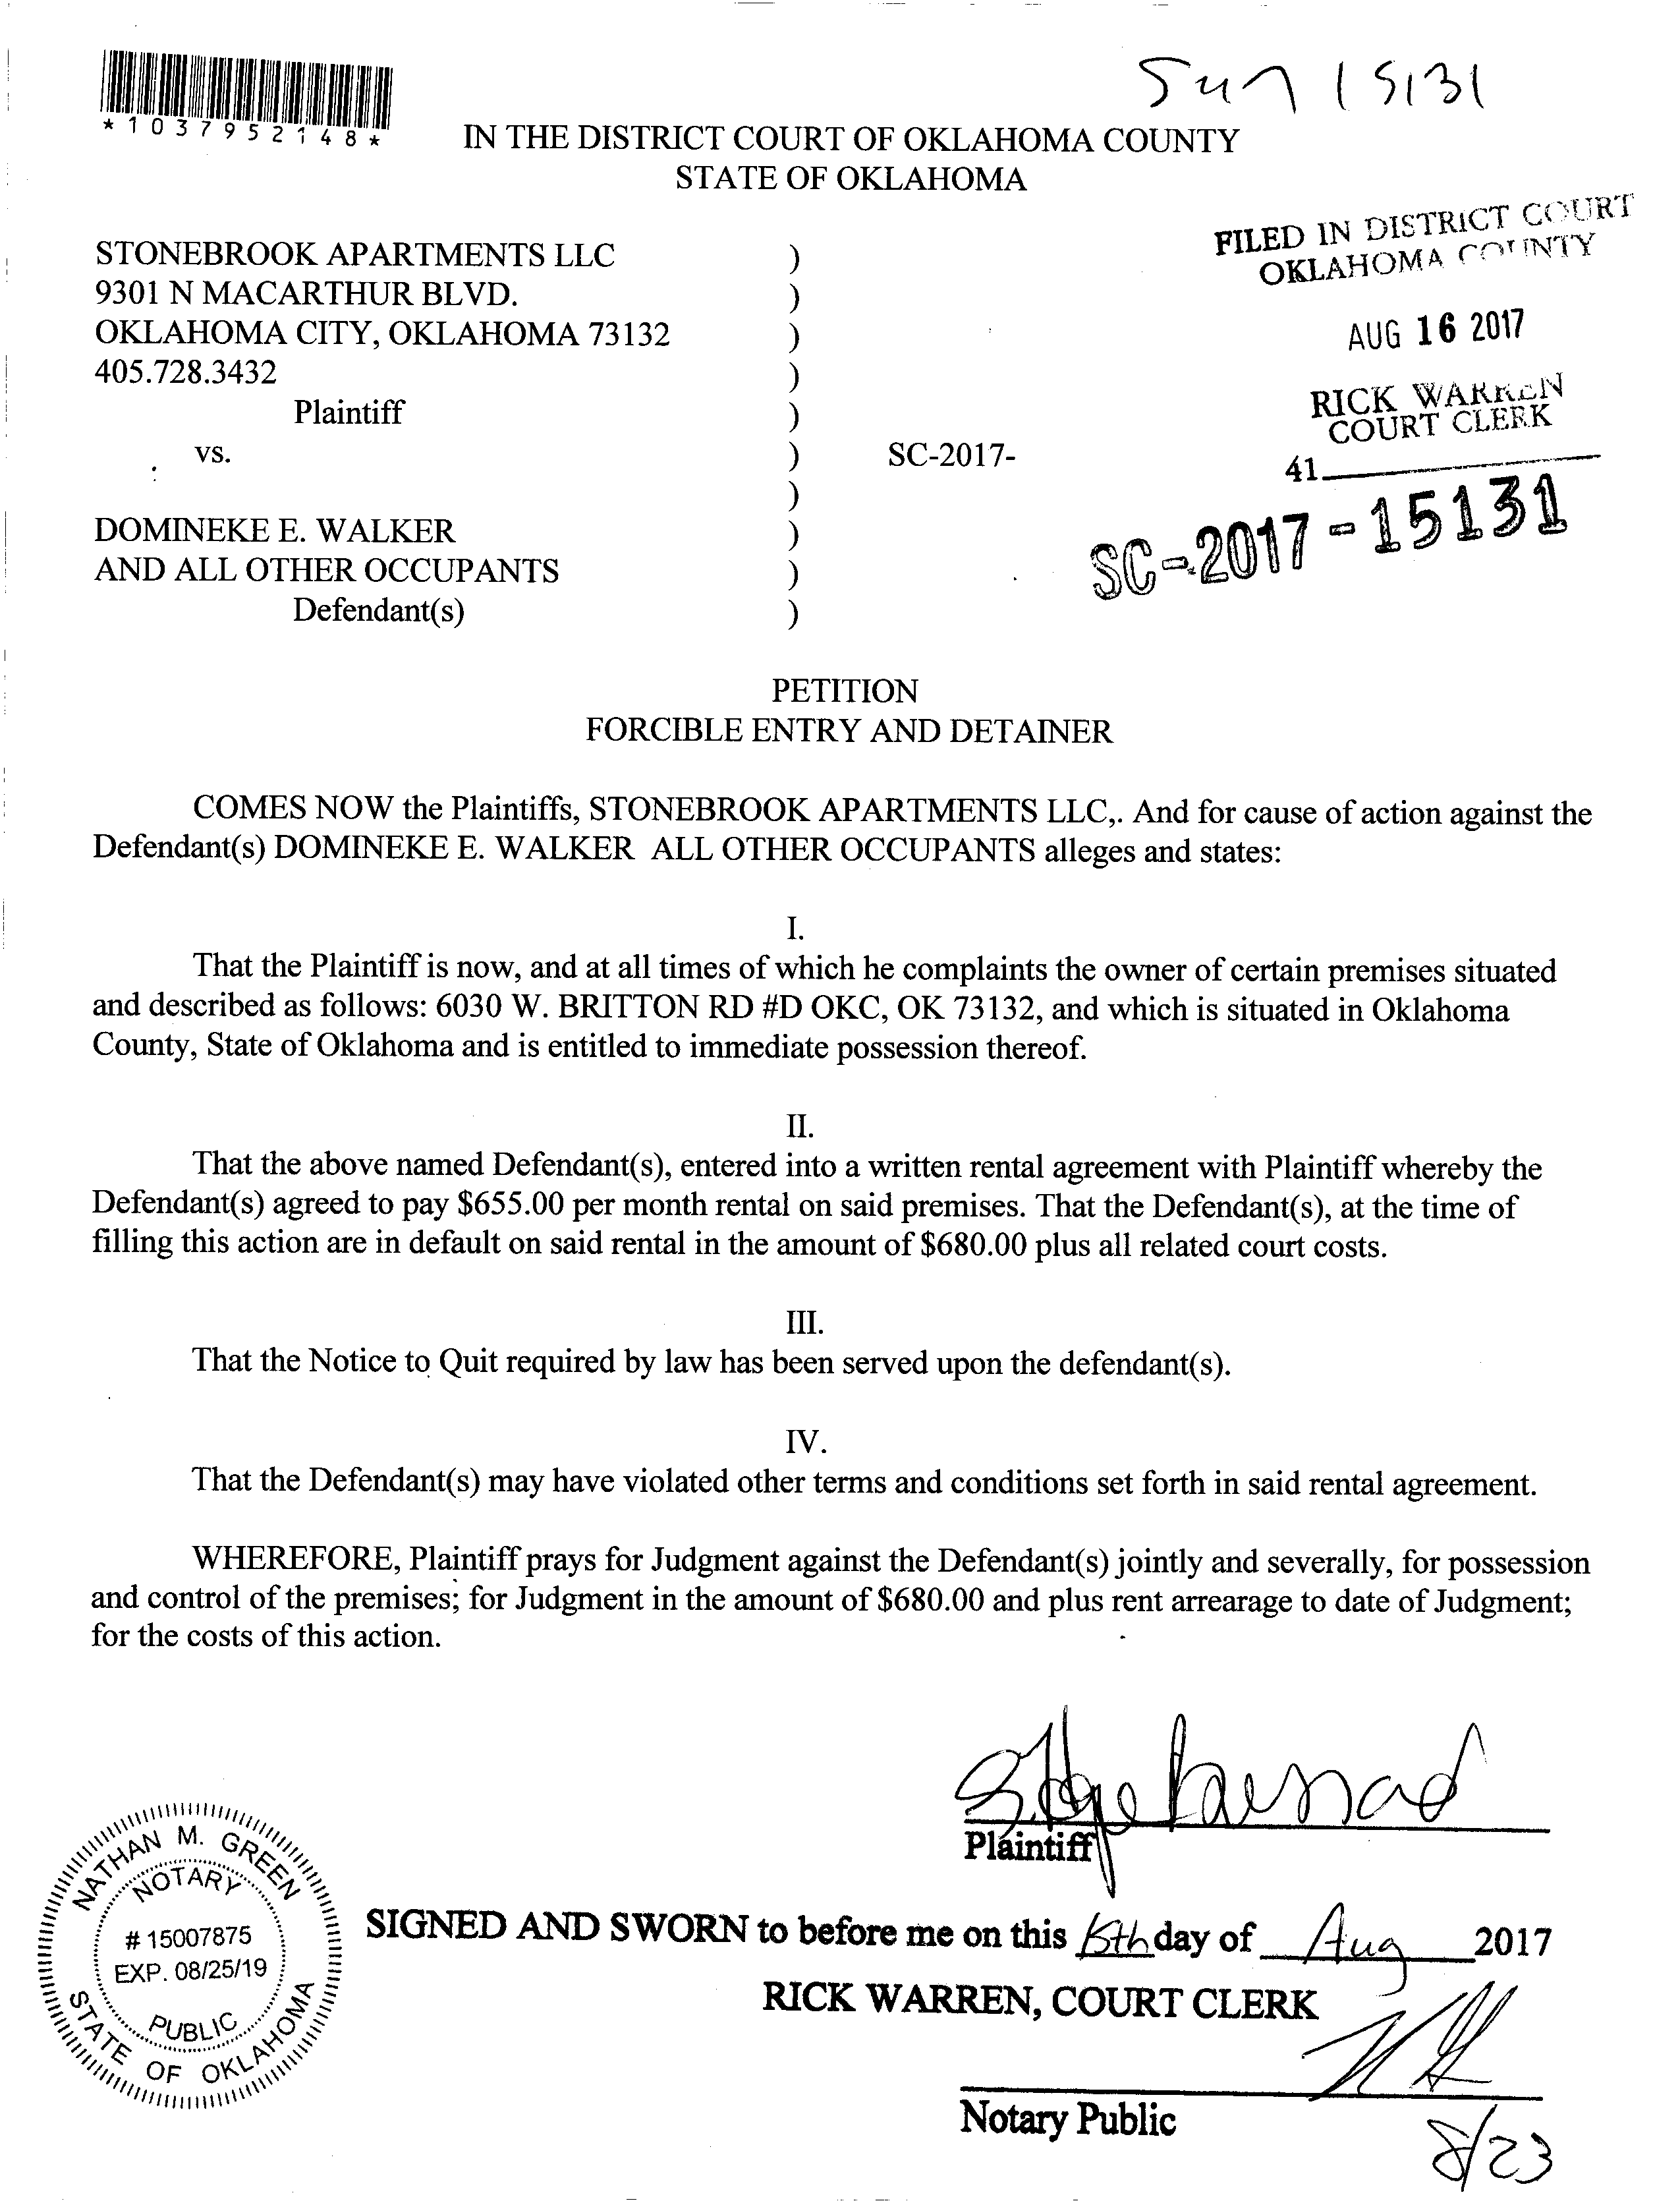 Sun 15131
*1037952148*
IN THE DISTRICT COURT OF OKLAHOMA COUNTY
STATE OF OKLAHOMA
FILED IN DISTRICT COURT
OKLAHOMA COUNTY
AUG 16 2017
RICK WARREN
COURT CLERK
41
SC-2017-15131
STONEBROOK APARTMENTS LLC )
9301 N MACARTHUR BLVD. )
OKLAHOMA CITY, OKLAHOMA 73132 )
405.728.3432 )
Plaintiff )
vs. ) SC-2017-
)
DOMINEKE E. WALKER )
AND ALL OTHER OCCUPANTS )
Defendant(s) )
PETITION
FORCIBLE ENTRY AND DETAINER
COMES NOW the Plaintiffs, STONEBROOK APARTMENTS LLC,. And for cause of action against the
Defendant(s) DOMINEKE E. WALKER ALL OTHER OCCUPANTS alleges and states:
I.
That the Plaintiff is now, and at all times of which he complaints the owner of certain premises situated
and described as follows: 6030 W. BRITTON RD #D OKC, OK 73132, and which is situated in Oklahoma
County, State of Oklahoma and is entitled to immediate possession thereof.
II.
That the above named Defendant(s), entered into a written rental agreement with Plaintiff whereby the
Defendant(s) agreed to pay $655.00 per month rental on said premises. That the Defendant(s), at the time of
filling this action are in default on said rental in the amount of $680.00 plus all related court costs.
III.
That the Notice to Quit required by law has been served upon the defendant(s).
IV.
That the Defendant(s) may have violated other terms and conditions set forth in said rental agreement.
WHEREFORE, Plaintiff prays for Judgment against the Defendant(s) jointly and severally, for possession
and control of the premises; for Judgment in the amount of $680.00 and plus rent arrearage to date of Judgment;
for the costs of this action.
Plaintiff
NATHAN M. GREEN
NOTARY
# 15007875
EXP. 08/25/19
PUBLIC
STATE OF OKLAHOMA
SIGNED AND SWORN to before me on this 15th day of Aug 2017
RICK WARREN, COURT CLERK
Notary Public
8/23